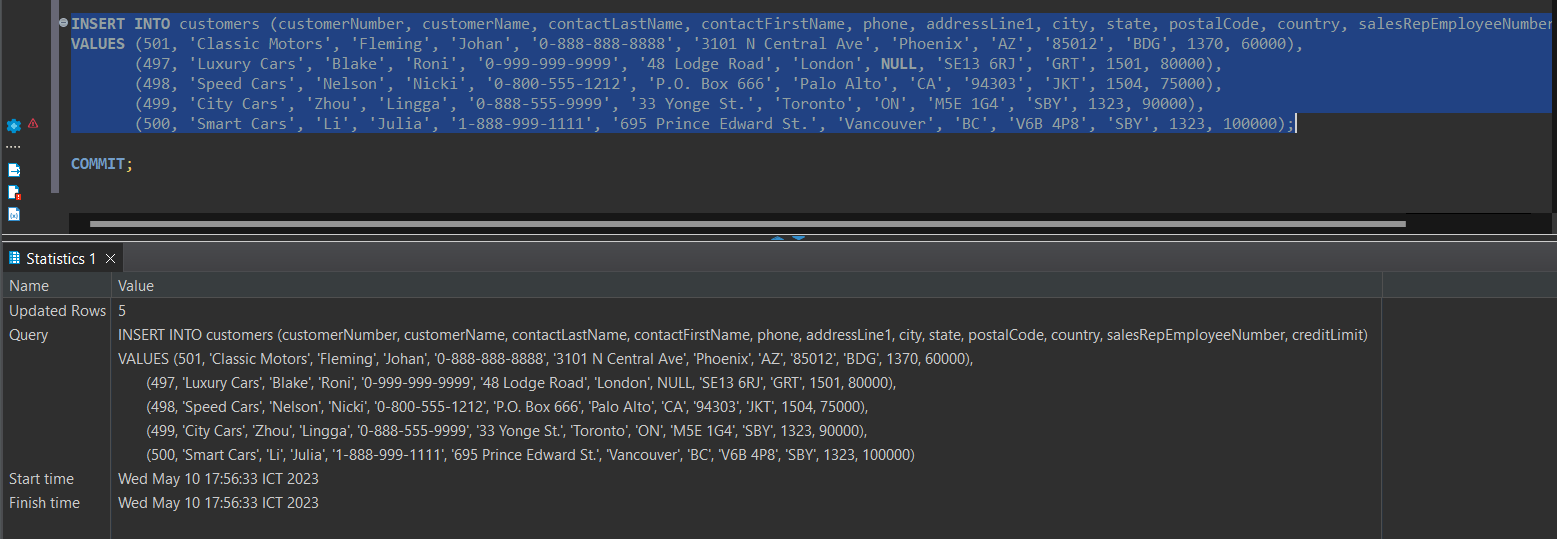 INSERT INTO customers (customerNumber, customerName, contactLastName, contactFirstName, phone, addressLine1, city, state, postalCode, country, salesRepEmployeeNumber
VALUES (501, 'Classic Motors', 'Fleming', 'Johan', '0-888-888-8888', '3101 N Central Ave', 'Phoenix', 'AZ', '85012', 'BDG', 1370, 60000),
(497, 'Luxury Cars', 'Blake', 'Roni', '0-999-999-9999', '48 Lodge Road', 'London', NULL, 'SE13 6RJ', 'GRT', 1501, 80000),
(498, 'Speed Cars', 'Nelson', 'Nicki', '0-800-555-1212', 'P.O. Box 666', 'Palo Alto', 'CA', '94303', 'JKT', 1504, 75000),
(499, 'City Cars', 'Zhou', 'Lingga', '0-888-555-9999', '33 Yonge St.', 'Toronto', 'ON', 'M5E 1G4', 'SBY', 1323, 90000),
(500, 'Smart Cars', 'Li', 'Julia', '1-888-999-1111', '695 Prince Edward St.', 'Vancouver', 'BC', 'V6B 4P8', 'SBY', 1323, 100000);
COMMIT;
Statistics 1
Name Value
Updated Rows 5
Query INSERT INTO customers (customerNumber, customerName, contactLastName, contactFirstName, phone, addressLine1, city, state, postalCode, country, salesRepEmployeeNumber, creditLimit)
VALUES (501, 'Classic Motors', 'Fleming', 'Johan', '0-888-888-8888', '3101 N Central Ave', 'Phoenix', 'AZ', '85012', 'BDG', 1370, 60000),
(497, 'Luxury Cars', 'Blake', 'Roni', '0-999-999-9999', '48 Lodge Road', 'London', NULL, 'SE13 6RJ', 'GRT', 1501, 80000),
(498, 'Speed Cars', 'Nelson', 'Nicki', '0-800-555-1212', 'P.O. Box 666', 'Palo Alto', 'CA', '94303', 'JKT', 1504, 75000),
(499, 'City Cars', 'Zhou', 'Lingga', '0-888-555-9999', '33 Yonge St.', 'Toronto', 'ON', 'M5E 1G4', 'SBY', 1323, 90000),
(500, 'Smart Cars', 'Li', 'Julia', '1-888-999-1111', '695 Prince Edward St.', 'Vancouver', 'BC', 'V6B 4P8', 'SBY', 1323, 100000)
Start time Wed May 10 17:56:33 ICT 2023
Finish time Wed May 10 17:56:33 ICT 2023